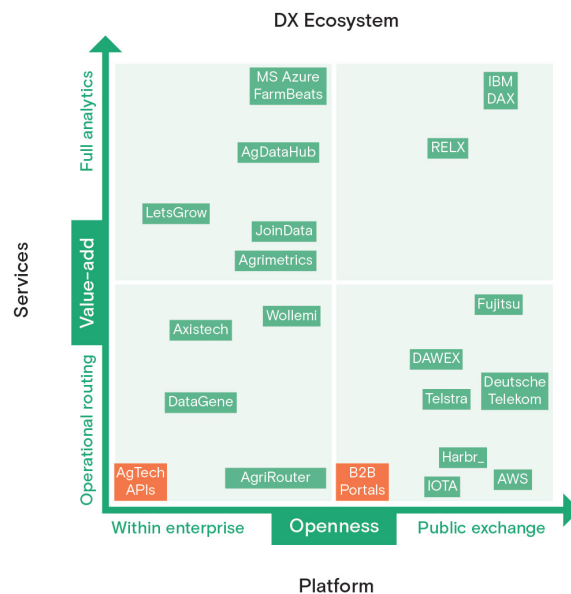 DX Ecosystem
MS Azure
FarmBeats
IBM
DAX
Full analytics
AgDataHub
RELX
LetsGrow
JoinData
Agrimetrics
Services
Value-add
Wollemi
Fujitsu
Axistech
DAWEX
Deutsche
Telekom
DataGene
Telstra
Operational routing
Harbr_
AgTech
APIs
AgriRouter
B2B
Portals
IOTA
AWS
Within enterprise
Openness
Public exchange
Platform